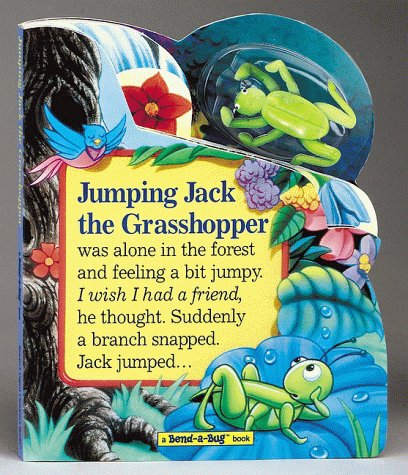 Jumping Jack
the Grasshopper
was alone in the forest
and feeling a bit jumpy.
I wish I had a friend,
he thought. Suddenly
a branch snapped.
Jack jumped...
a Bend-a-Bug™ book